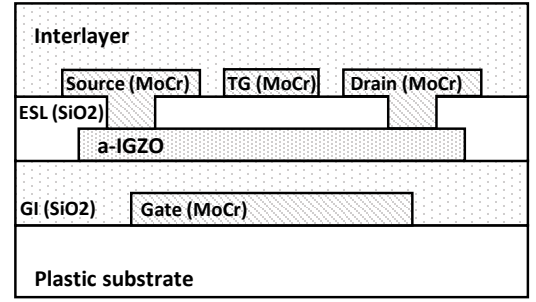 Interlayer
Source (MoCr) TG (MoCr) Drain (MoCr)
ESL (SiO2)
a-IGZO
GI (SiO2) Gate (MoCr)
Plastic substrate